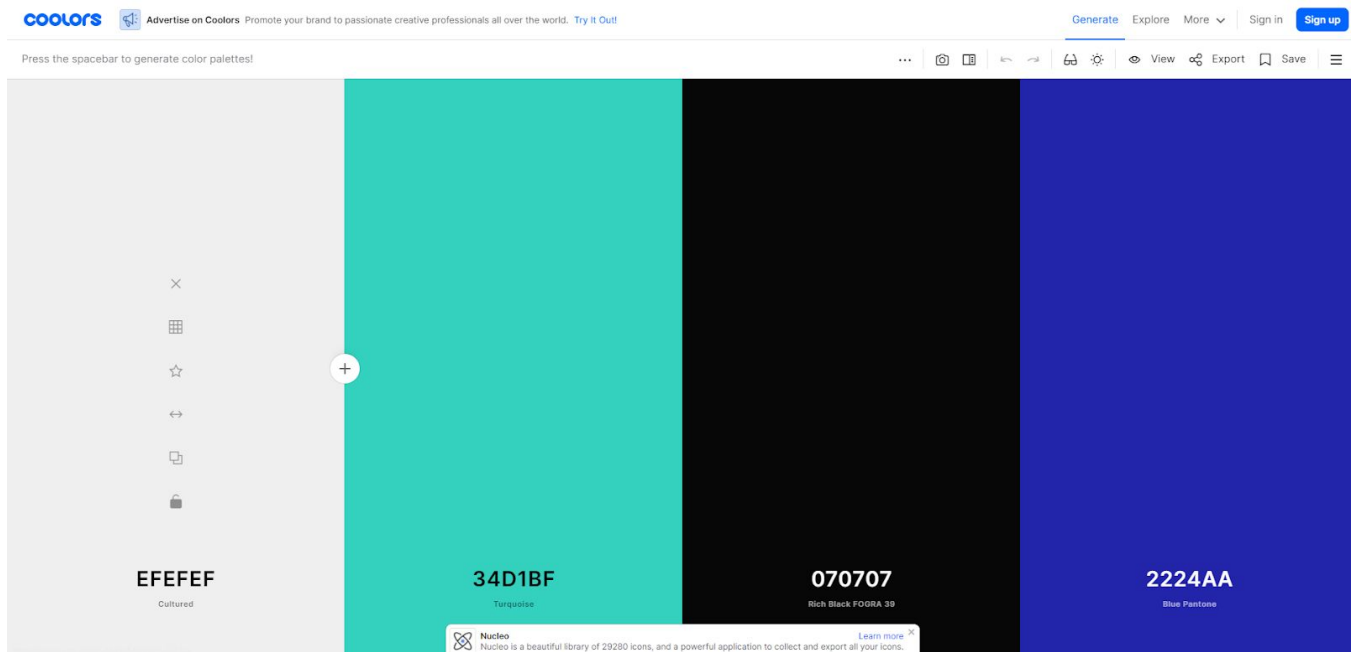 coolors
Advertise on Coolors Promote your brand to passionate creative professionals all over the world. Try It Out!
Generate Explore More Sign in Sign up
Press the spacebar to generate color palettes!
View Export Save
EFEFEF
Cultured
34D1BF
Turquoise
070707
Rich Black FOGRA 39
2224AA
Blue Pantone
Nucleo
Learn more
Nucleo is a beautiful library of 29280 icons, and a powerful application to collect and export all your icons.